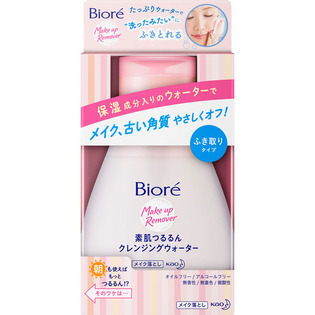 Bioré
Make up
Remover
たっぷりウォーターで
"洗ったみたい"に
ふきとれる
保湿成分入りのウォーターで
メイク、古い角質 やさしくオフ!
ふき取り
タイプ
Bioré
Make up
Remover
素肌つるるん
クレンジングウォーター
朝も使えば
もっと
つるるん!?
そのワケは…
メイク落とし Kao
オイルフリー/アルコールフリー
無香性/無着色/弱酸性
メイク落とし Kao